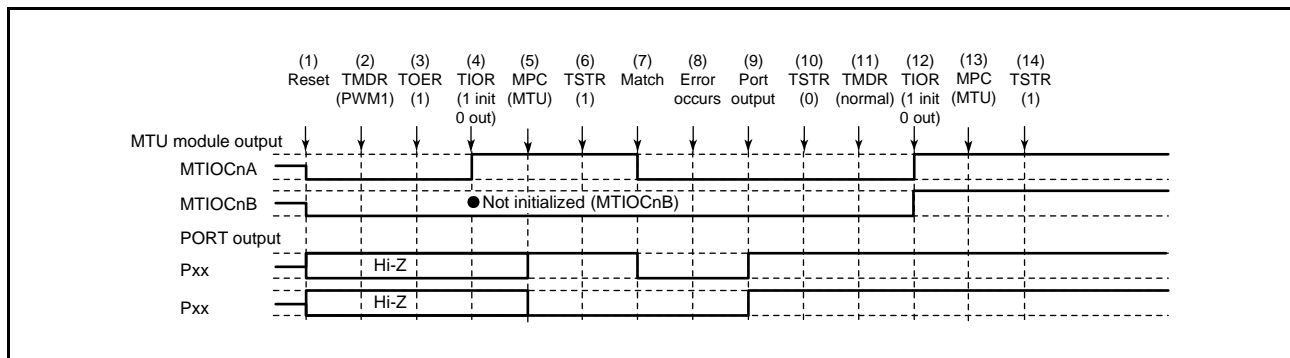 (1) (2) (3) (4) (5) (6) (7) (8) (9) (10) (11) (12) (13) (14)
Reset TMDR TOER TIOR MPC TSTR Match Error Port TSTR TMDR TIOR MPC TSTR
(PWM1) (1) (1 init (MTU) (1) occurs output (0) (normal) (1 init (MTU) (1)
0 out) 0 out)
MTU module output
MTIOCnA
MTIOCnB ●Not initialized (MTIOCnB)
PORT output
Pxx Hi-Z
Pxx Hi-Z